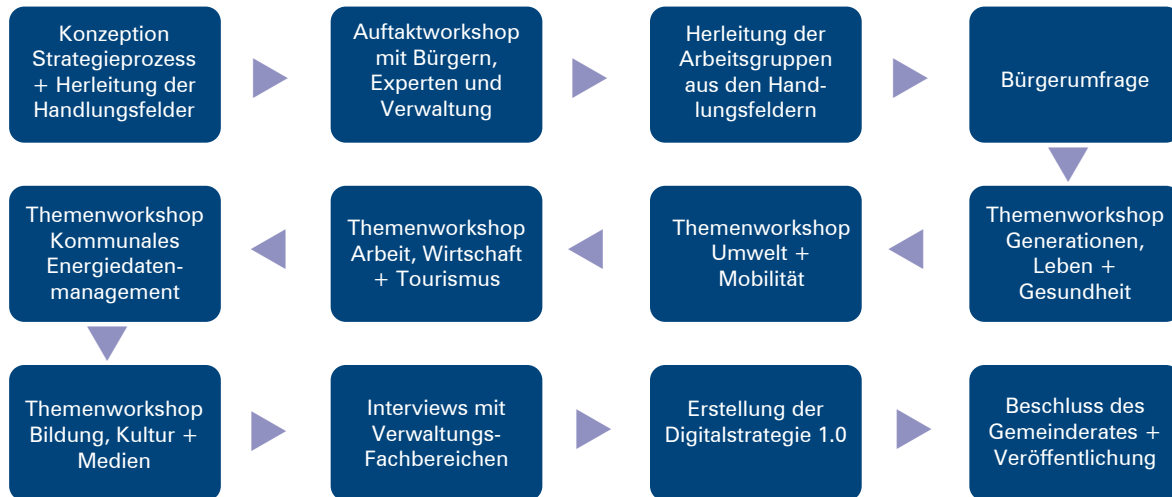 Konzeption
Strategieprozess
+ Herleitung der
Handlungsfelder
Auftaktworkshop
mit Bürgern,
Experten und
Verwaltung
Herleitung der
Arbeitsgruppen
aus den Hand-
lungsfeldern
Bürgerumfrage
Themenworkshop
Generationen,
Leben +
Gesundheit
Themenworkshop
Umwelt +
Mobilität
Themenworkshop
Arbeit, Wirtschaft
+ Tourismus
Themenworkshop
Kommunales
Energiedaten-
management
Themenworkshop
Bildung, Kultur +
Medien
Interviews mit
Verwaltungs-
Fachbereichen
Erstellung der
Digitalstrategie 1.0
Beschluss des
Gemeinderates +
Veröffentlichung